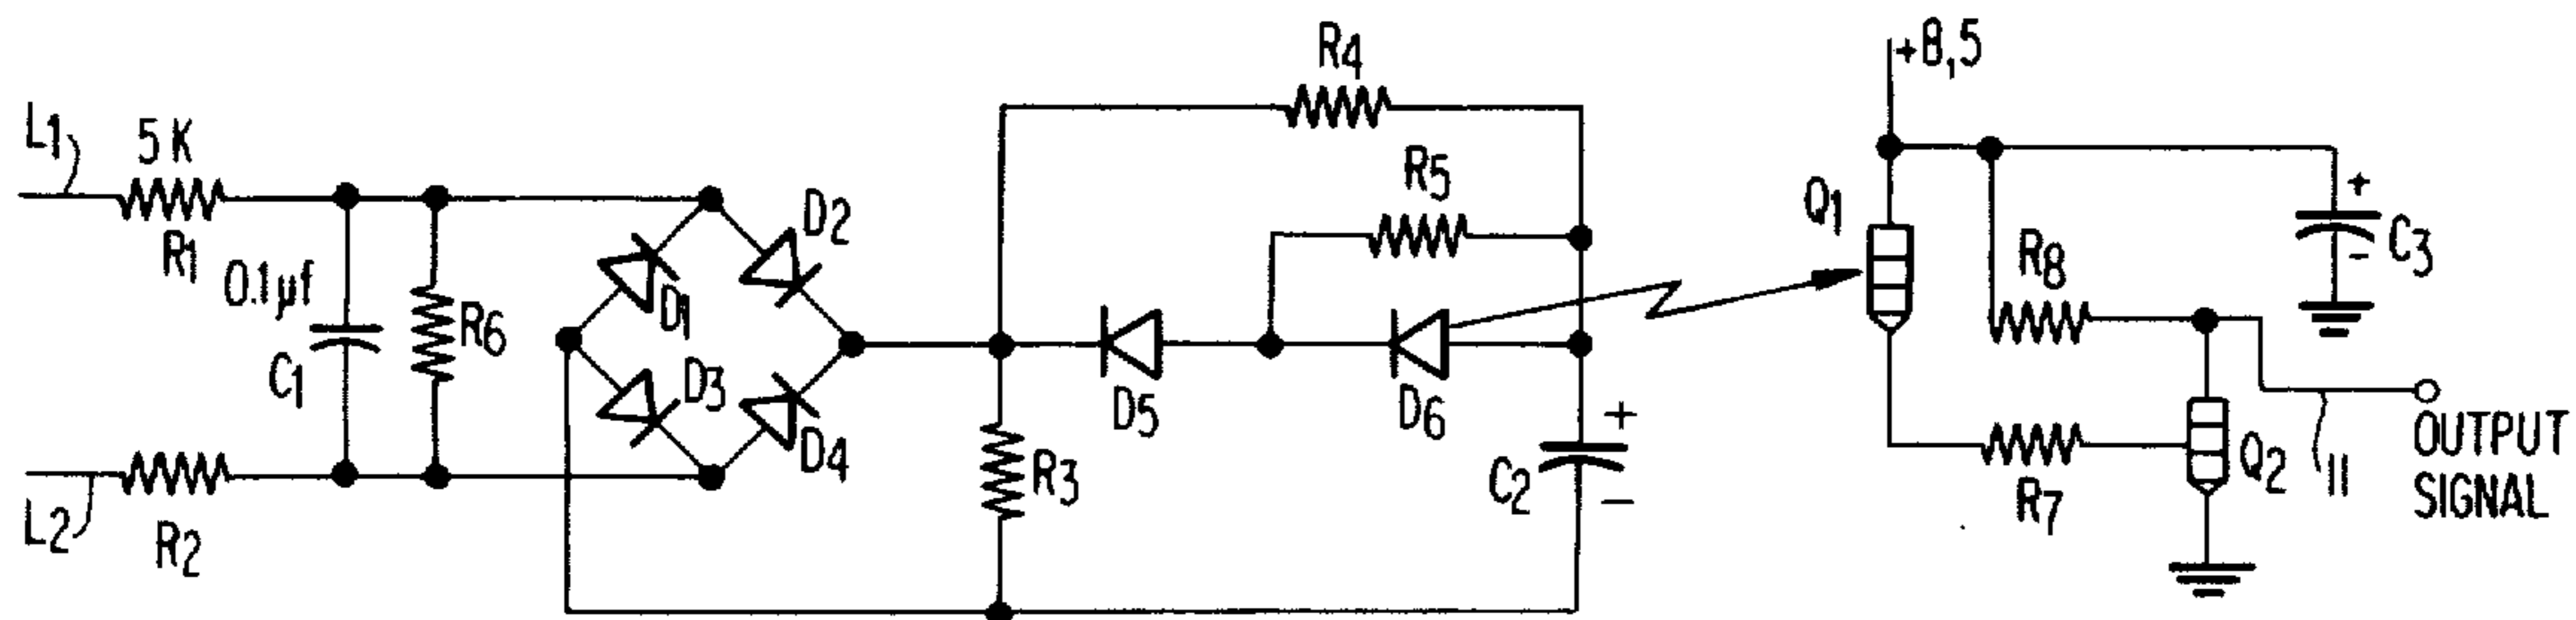 L1
5 K
R1
0.1µf
C1
R6
L2
R2
D1
D2
D3
D4
R4
R5
D5
D6
R3
+
C2
−
+8,5
Q1
R8
+
C3
-
R7
Q2
11
OUTPUT
SIGNAL